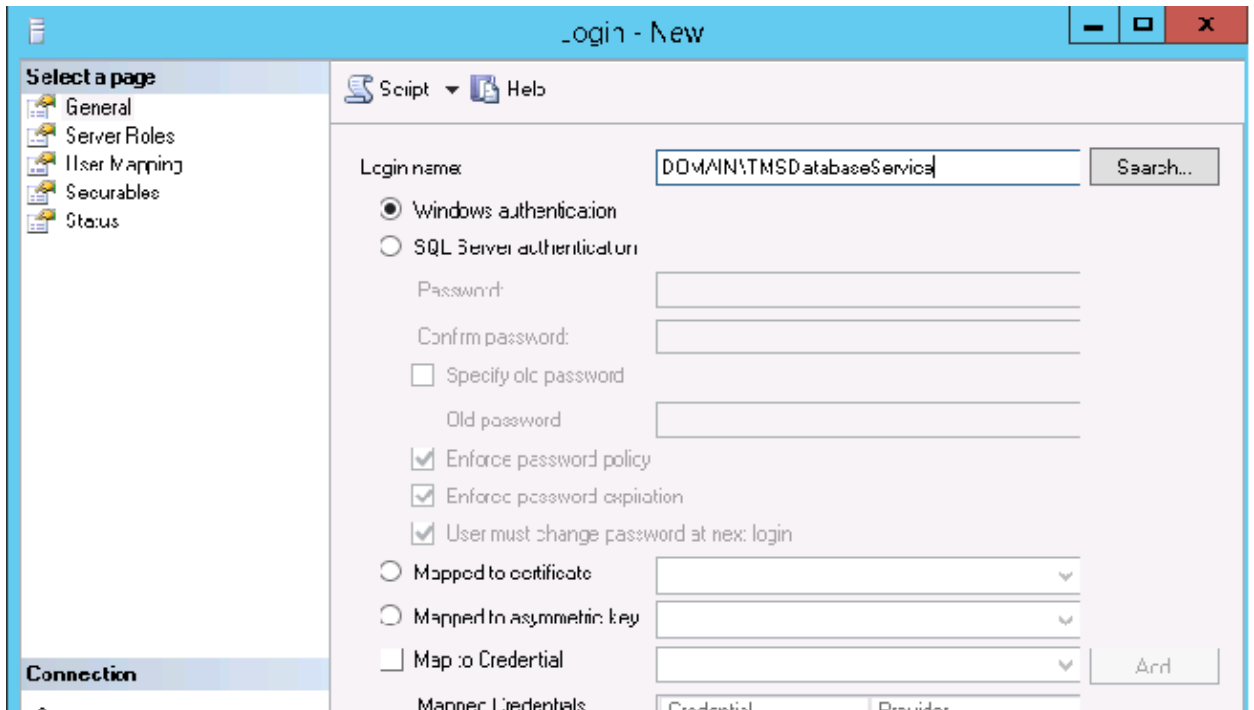 Login - New
Select a page
General
Server Roles
User Mapping
Securables
Status
Script Help
Login name: DOMAIN\TMSDatabaseService Search...
Windows authentication
SQL Server authentication
Password:
Confirm password:
Specify old password
Old password
Enforce password policy
Enforce password expiration
User must change password at next login
Mapped to certificate
Mapped to asymmetric key
Map to Credential Add
Connection
Mapped Credentials Credential Provider